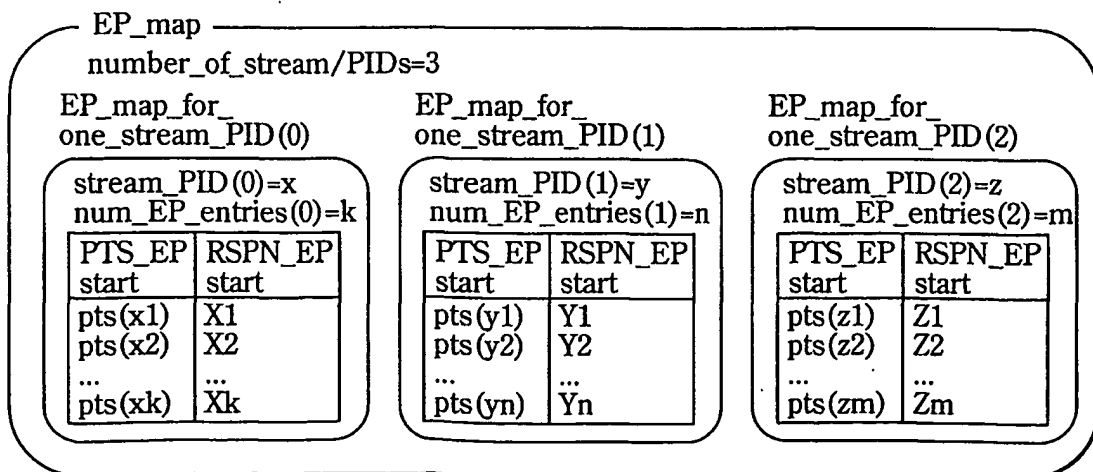 EP_map
number_of_stream/PIDs=3
EP_map_for_
one_stream_PID(0)
stream_PID(0)=x
num_EP_entries(0)=k
PTS_EP RSPN_EP
start start
pts(x1) X1
pts(x2) X2
... ...
pts(xk) Xk
EP_map_for_
one_stream_PID(1)
stream_PID(1)=y
num_EP_entries(1)=n
PTS_EP RSPN_EP
start start
pts(y1) Y1
pts(y2) Y2
... ...
pts(yn) Yn
EP_map_for_
one_stream_PID(2)
stream_PID(2)=z
num_EP_entries(2)=m
PTS_EP RSPN_EP
start start
pts(z1) Z1
pts(z2) Z2
... ...
pts(zm) Zm